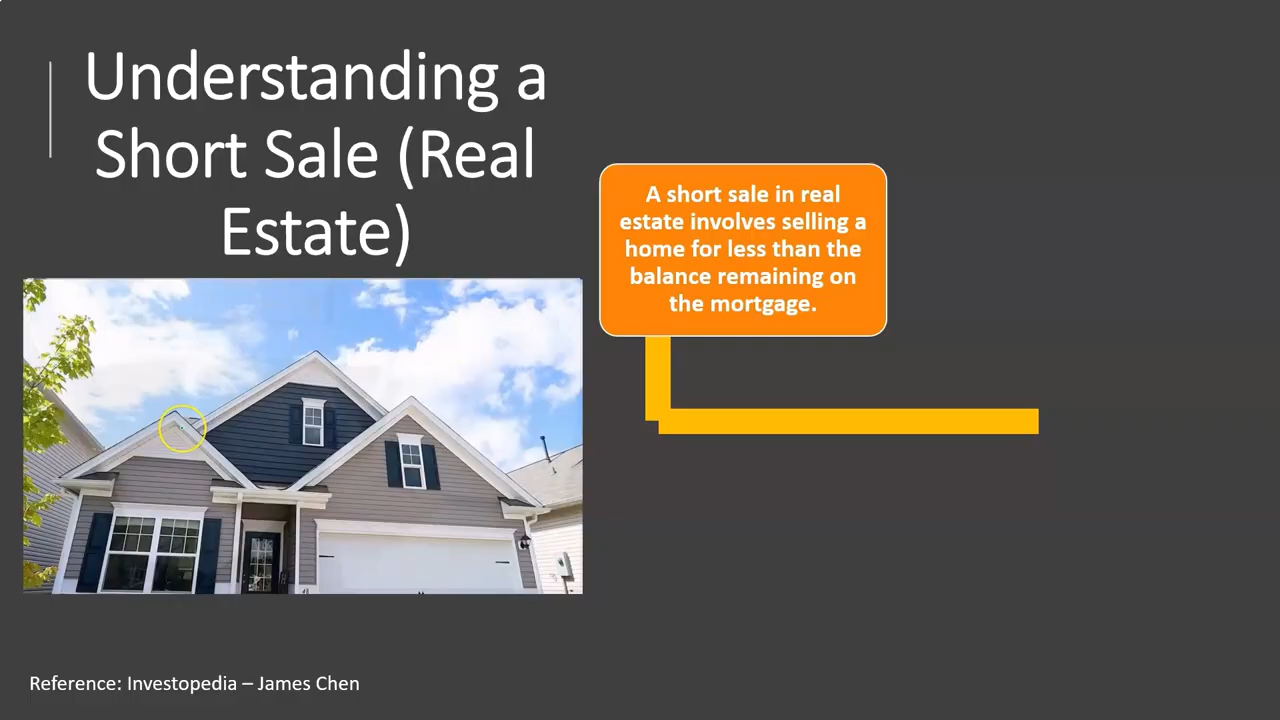 Understanding a
Short Sale (Real
Estate)
A short sale in real
estate involves selling a
home for less than the
balance remaining on
the mortgage.
Reference: Investopedia – James Chen